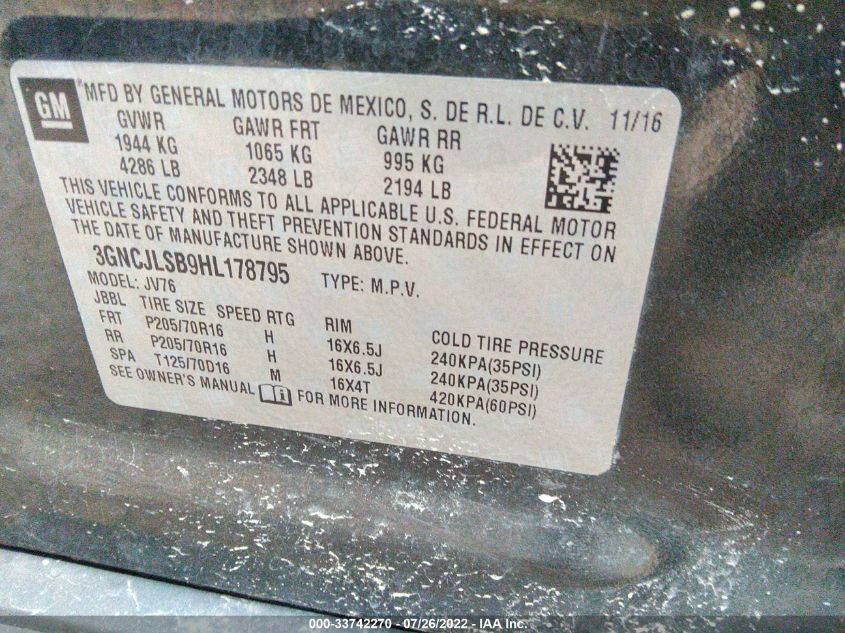 GM
MFD BY GENERAL MOTORS DE MEXICO, S. DE R.L. DE C.V. 11/16
GVWR GAWR FRT GAWR RR
1944 KG 1065 KG 995 KG
4286 LB 2348 LB 2194 LB
THIS VEHICLE CONFORMS TO ALL APPLICABLE U.S. FEDERAL MOTOR
VEHICLE SAFETY AND THEFT PREVENTION STANDARDS IN EFFECT ON
THE DATE OF MANUFACTURE SHOWN ABOVE.
3GNCJLSB9HL178795 TYPE: M.P.V.
MODEL: JV76
JBBL TIRE SIZE SPEED RTG RIM COLD TIRE PRESSURE
FRT P205/70R16 H 16X6.5J 240KPA(35PSI)
RR P205/70R16 H 16X6.5J 240KPA(35PSI)
SPA T125/70D16 M 16X4T 420KPA(60PSI)
SEE OWNER'S MANUAL FOR MORE INFORMATION.
000-33742270 - 07/26/2022 - IAA Inc.